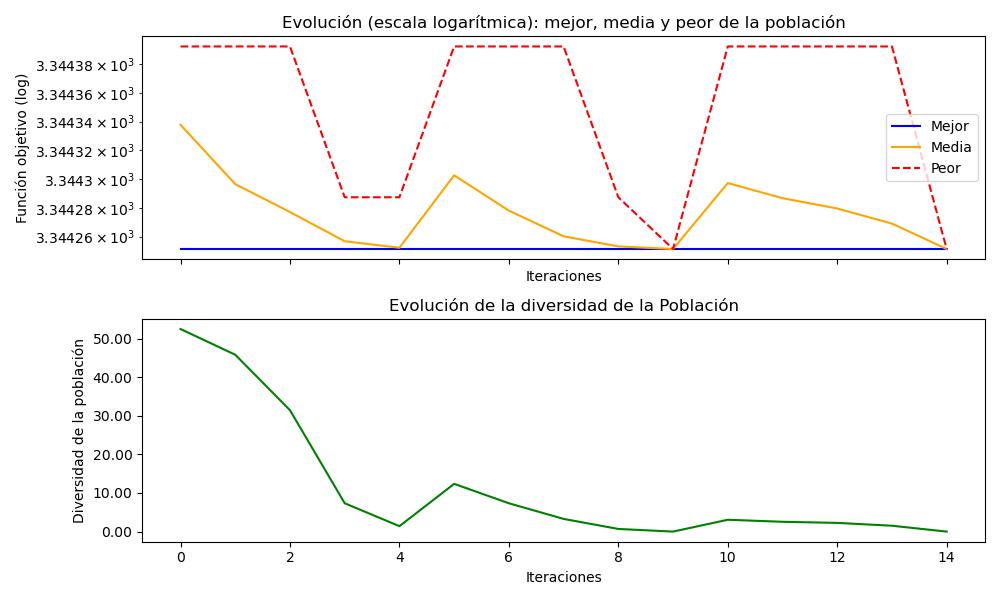 Evolución (escala logarítmica): mejor, media y peor de la población
Función objetivo (log)
3.34438 × 10³
3.34436 × 10³
3.34434 × 10³
3.34432 × 10³
3.3443 × 10³
3.34428 × 10³
3.34426 × 10³
Mejor
Media
Peor
Iteraciones
Evolución de la diversidad de la Población
Diversidad de la población
50.00
40.00
30.00
20.00
10.00
0.00
0 2 4 6 8 10 12 14
Iteraciones